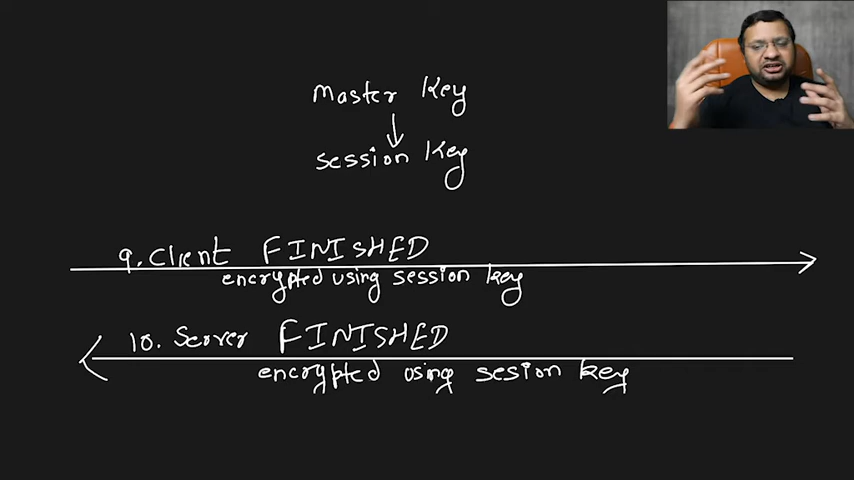 Master Key
session Key
9. Client FINISHED
encrypted using session key
10. Server FINISHED
encrypted using sesion key